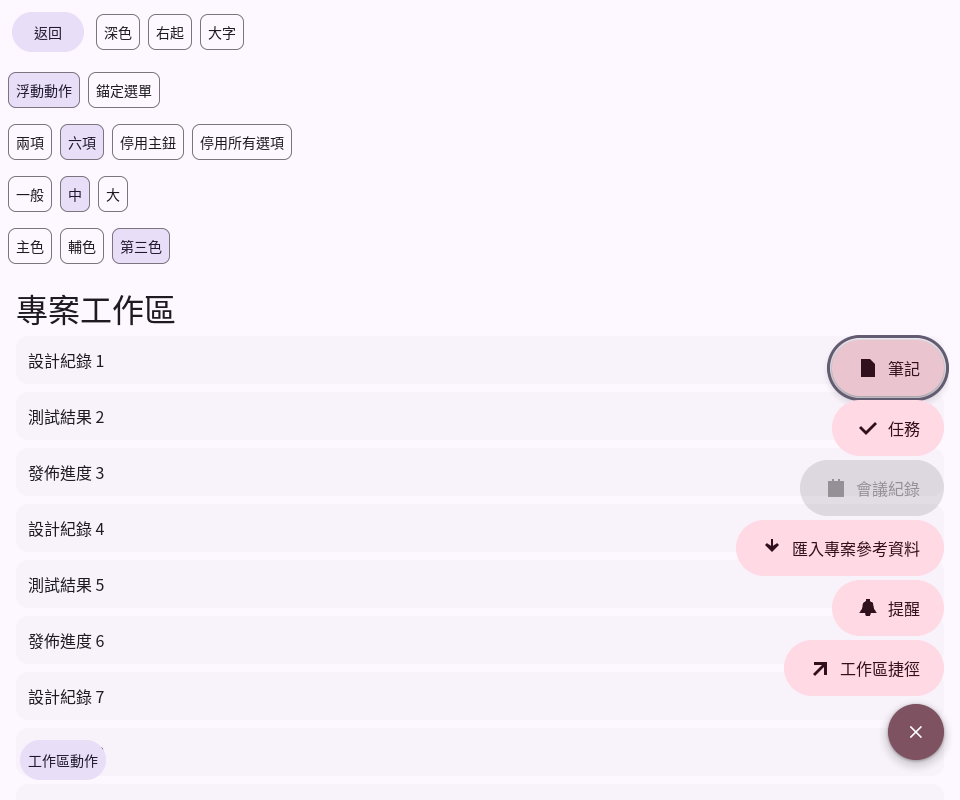 返回 深色 右起 大字
浮動動作 錨定選單
兩項 六項 停用主鈕 停用所有選項
一般 中 大
主色 輔色 第三色
專案工作區
設計紀錄 1
筆記
測試結果 2
任務
發佈進度 3
會議紀錄
設計紀錄 4
匯入專案參考資料
測試結果 5
提醒
發佈進度 6
工作區捷徑
設計紀錄 7
工作區動作